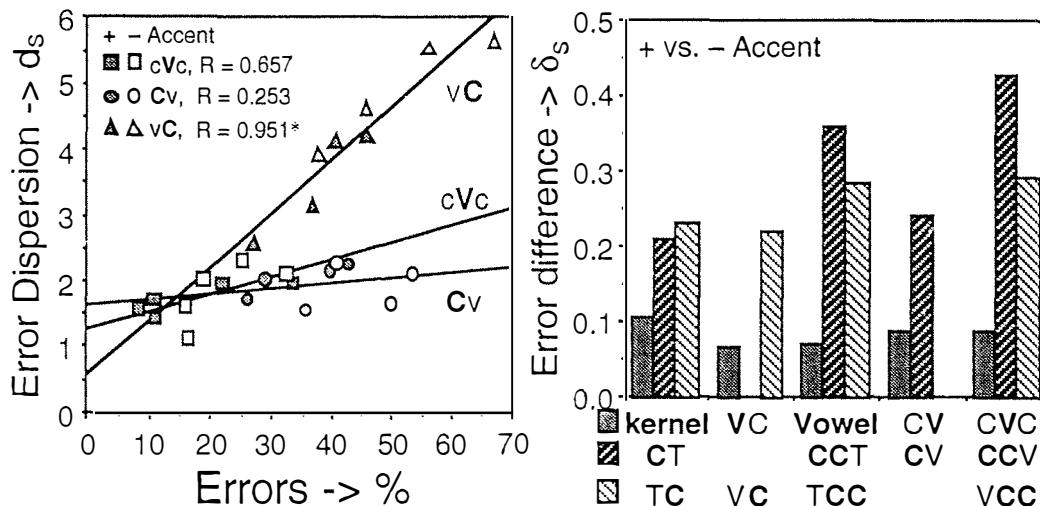 Error Dispersion -> ds
6
5
4
3
2
1
0
+ − Accent
cVc, R = 0.657
Cv, R = 0.253
vC, R = 0.951*
vC
cVc
Cv
0 10 20 30 40 50 60 70
Errors -> %
Error difference -> δs
0.5
0.4
0.3
0.2
0.1
0.0
+ vs. − Accent
kernel VC Vowel CV CVC
CT CCT CV CCV
TC VC TCC VCC